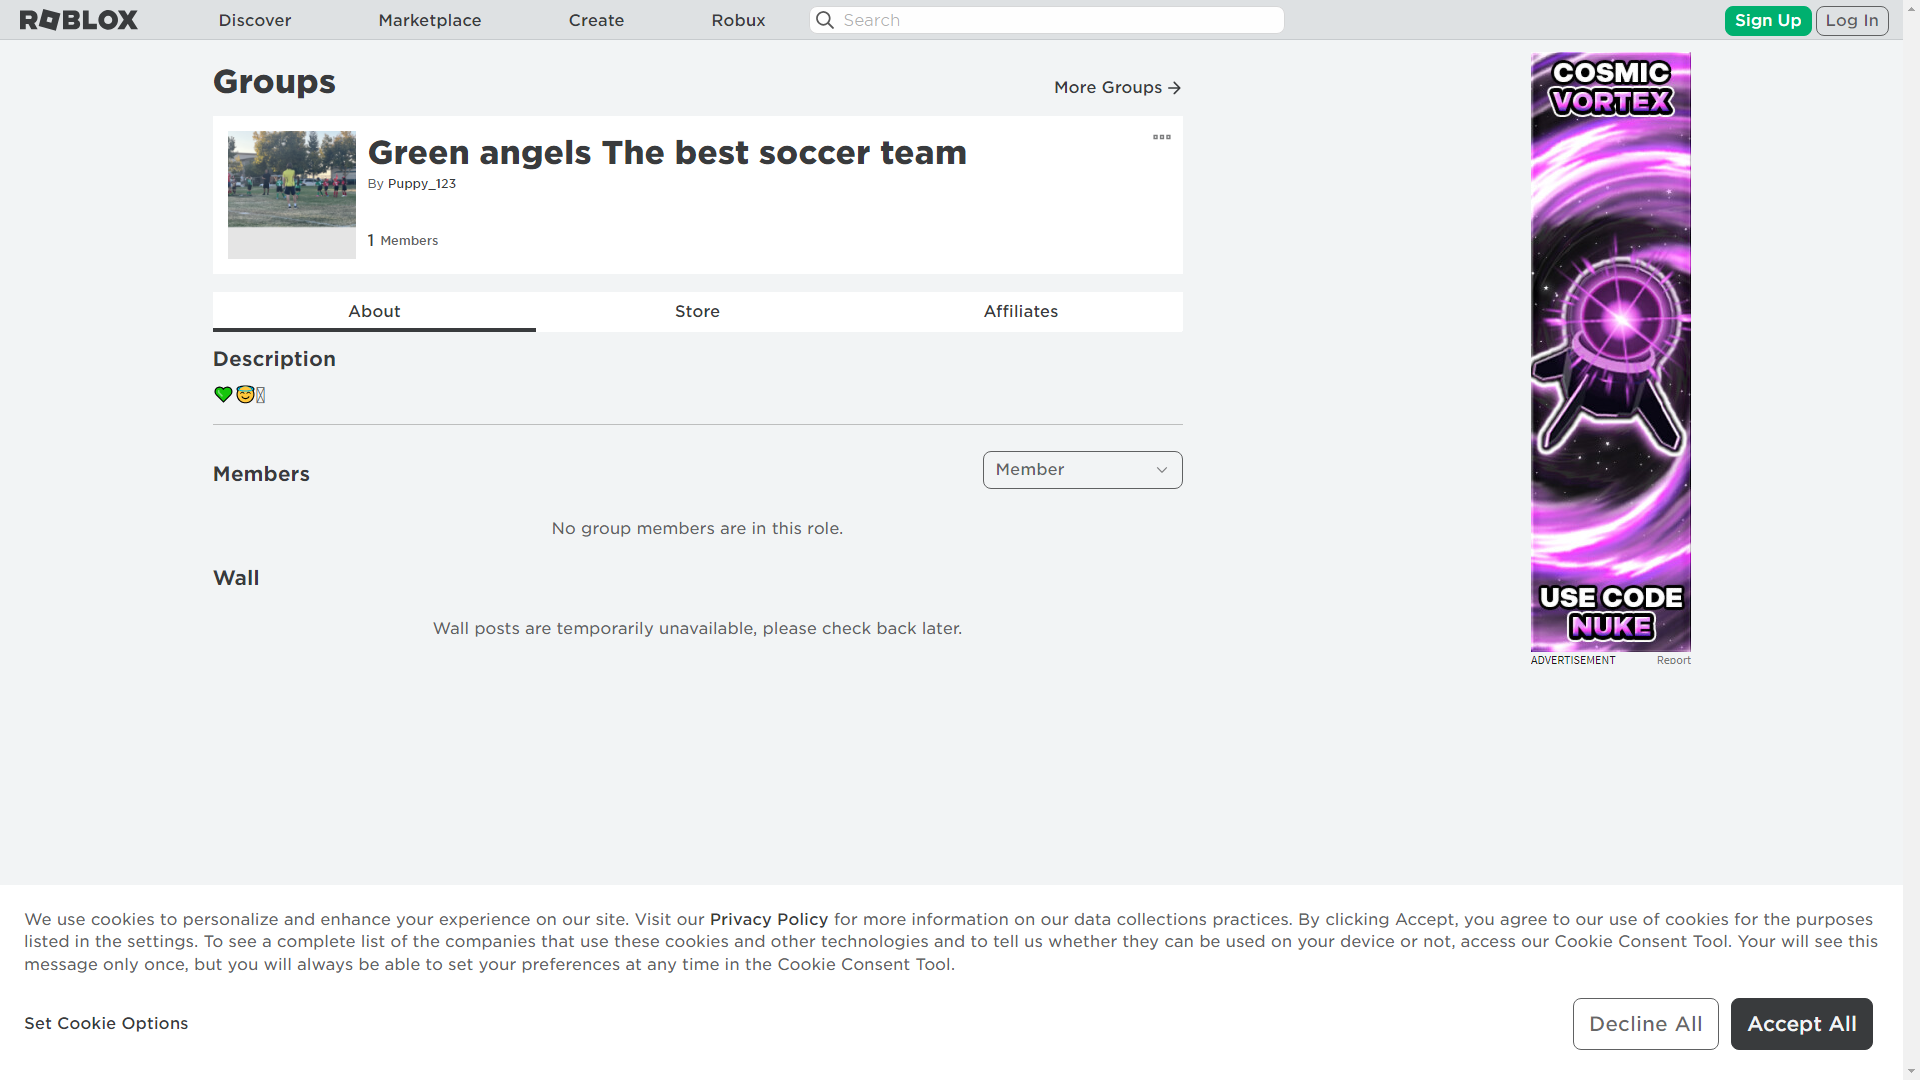 ROBLOX Discover Marketplace Create Robux Search Sign Up Log In
Groups
More Groups
Green angels The best soccer team
By Puppy_123
1 Members
About Store Affiliates
Description
💚😇
Members
Member
No group members are in this role.
Wall
Wall posts are temporarily unavailable, please check back later.
COSMIC
VORTEX
USE CODE
NUKE
ADVERTISEMENT Report
We use cookies to personalize and enhance your experience on our site. Visit our Privacy Policy for more information on our data collections practices. By clicking Accept, you agree to our use of cookies for the purposes
listed in the settings. To see a complete list of the companies that use these cookies and other technologies and to tell us whether they can be used on your device or not, access our Cookie Consent Tool. Your will see this
message only once, but you will always be able to set your preferences at any time in the Cookie Consent Tool.
Set Cookie Options
Decline All
Accept All